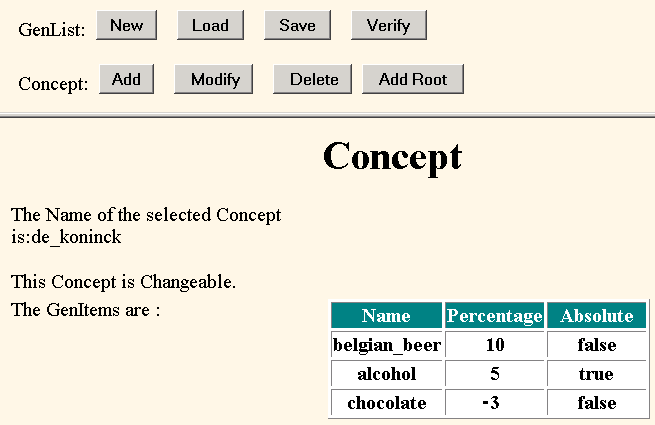 GenList: New Load Save Verify
Concept: Add Modify Delete Add Root
Concept
The Name of the selected Concept
is:de_koninck
This Concept is Changeable.
The GenItems are :
Name Percentage Absolute
belgian_beer 10 false
alcohol 5 true
chocolate -3 false